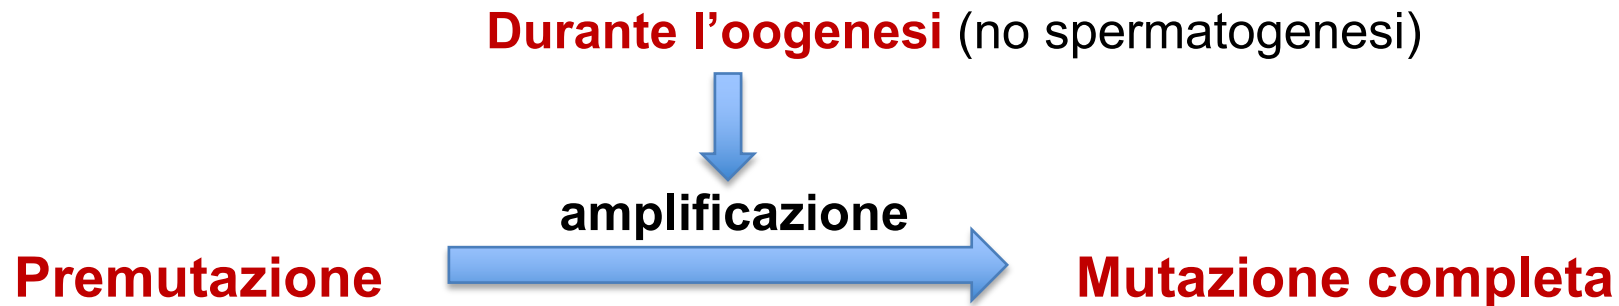 Durante l’oogenesi (no spermatogenesi)
amplificazione
Premutazione
Mutazione completa